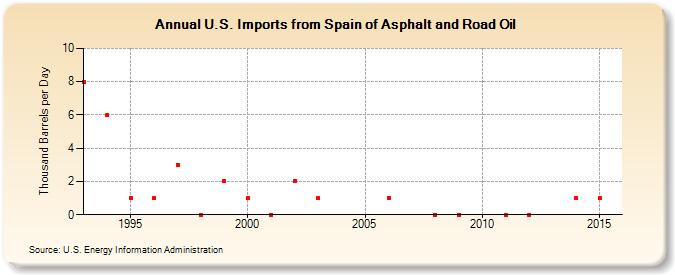 Annual U.S. Imports from Spain of Asphalt and Road Oil
Thousand Barrels per Day
10
8
6
4
2
0
1995 2000 2005 2010 2015
Source: U.S. Energy Information Administration